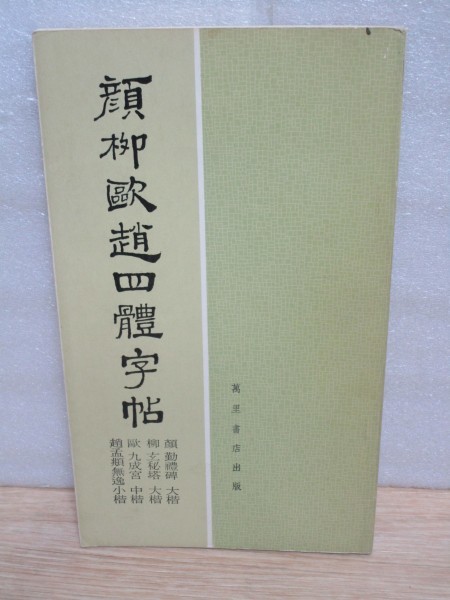 顏柳歐趙四體字帖
顏 勤禮碑 大楷
柳 玄秘塔 大楷
歐 九成宮 中楷
趙孟頫無逸小楷
萬里書店出版